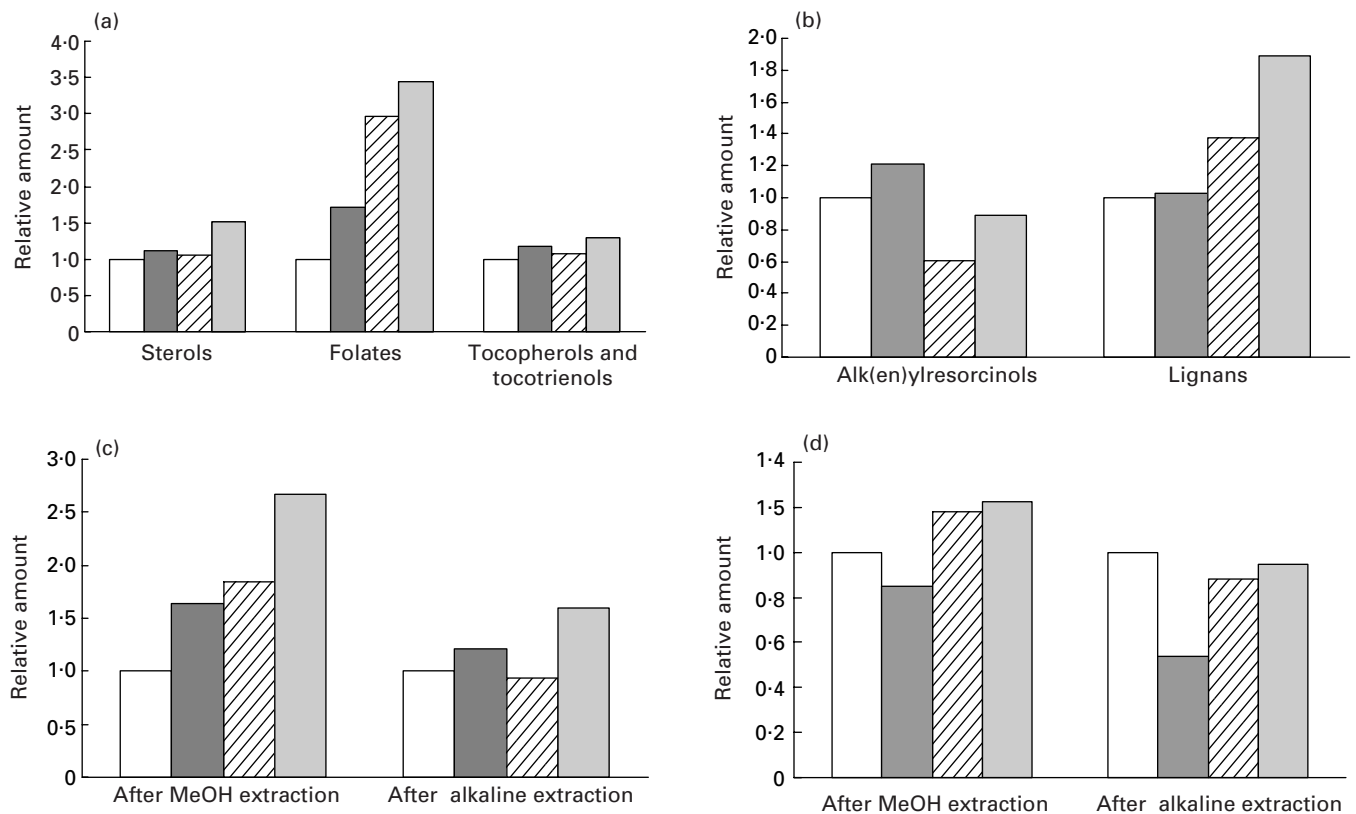 (a)
4·0
3·5
3·0
2·5
2·0
1·5
1·0
0·5
0
Relative amount
Sterols
Folates
Tocopherols and
tocotrienols
(b)
2·0
1·8
1·6
1·4
1·2
1·0
0·8
0·6
0·4
0·2
0
Relative amount
Alk(en)ylresorcinols
Lignans
(c)
3·0
2·5
2·0
1·5
1·0
0·5
0
Relative amount
After MeOH extraction
After alkaline extraction
(d)
1·4
1·5
1·0
0·8
0·6
0·4
0·2
0
Relative amount
After MeOH extraction
After alkaline extraction